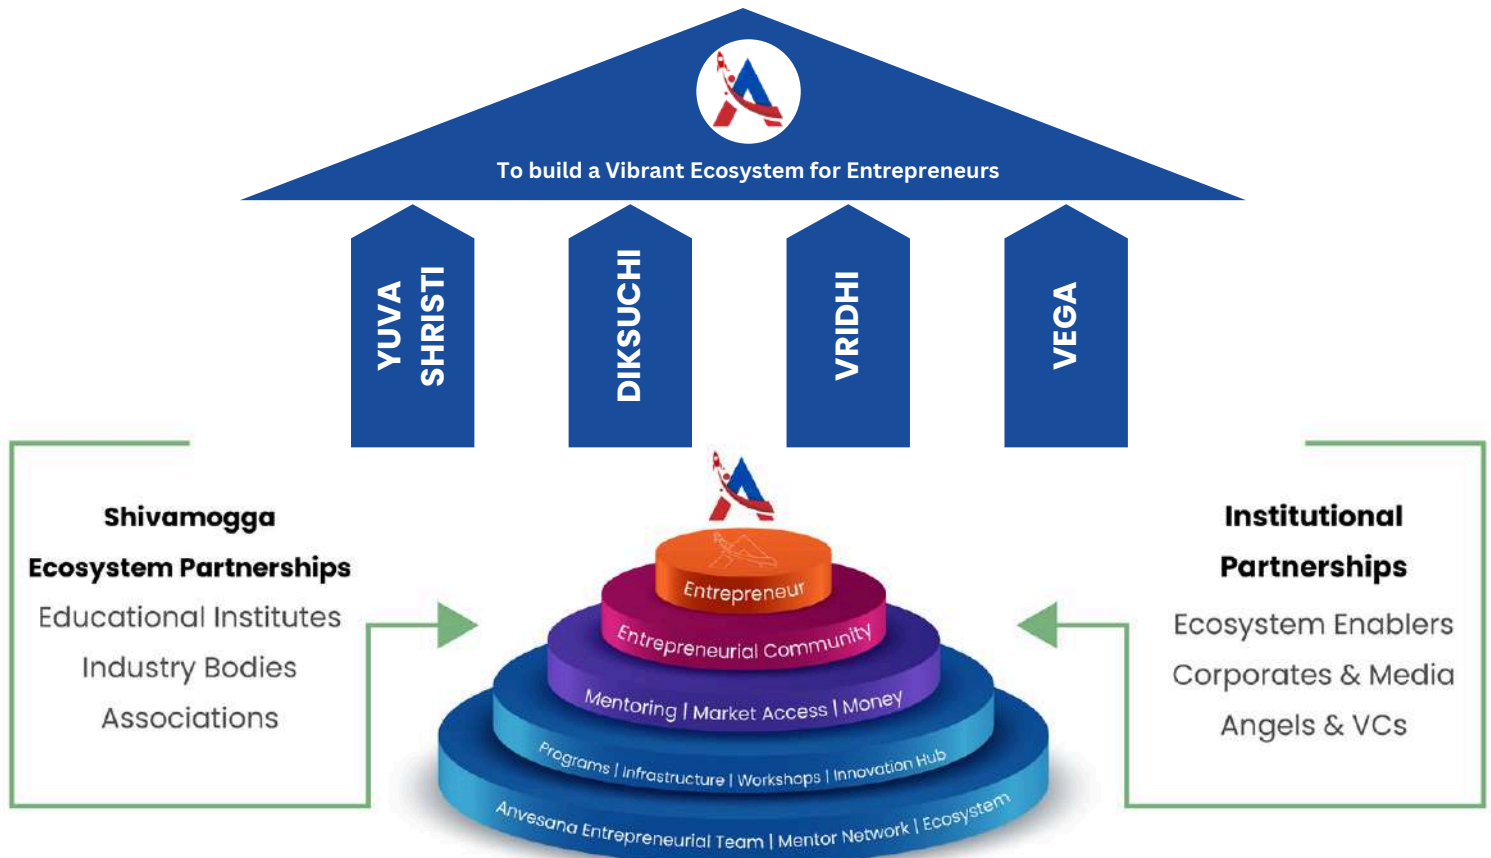 To build a Vibrant Ecosystem for Entrepreneurs
YUVA
SHRISTI
DIKSUCHI
VRIDHI
VEGA
Shivamogga
Ecosystem Partnerships
Educational Institutes
Industry Bodies
Associations
Entrepreneur
Entrepreneurial Community
Mentoring | Market Access | Money
Programs | Infrastructure | Workshops | Innovation Hub
Anvesana Entrepreneurial Team | Mentor Network | Ecosystem
Institutional
Partnerships
Ecosystem Enablers
Corporates & Media
Angels & VCs